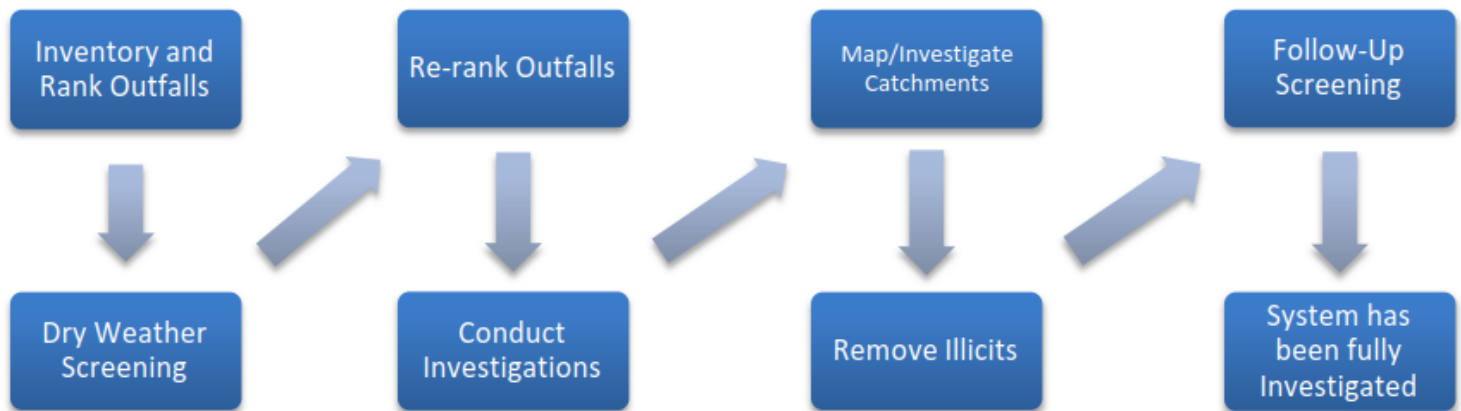 Inventory and
Rank Outfalls
Dry Weather
Screening
Re-rank Outfalls
Conduct
Investigations
Map/Investigate
Catchments
Remove Illicits
Follow-Up
Screening
System has
been fully
Investigated